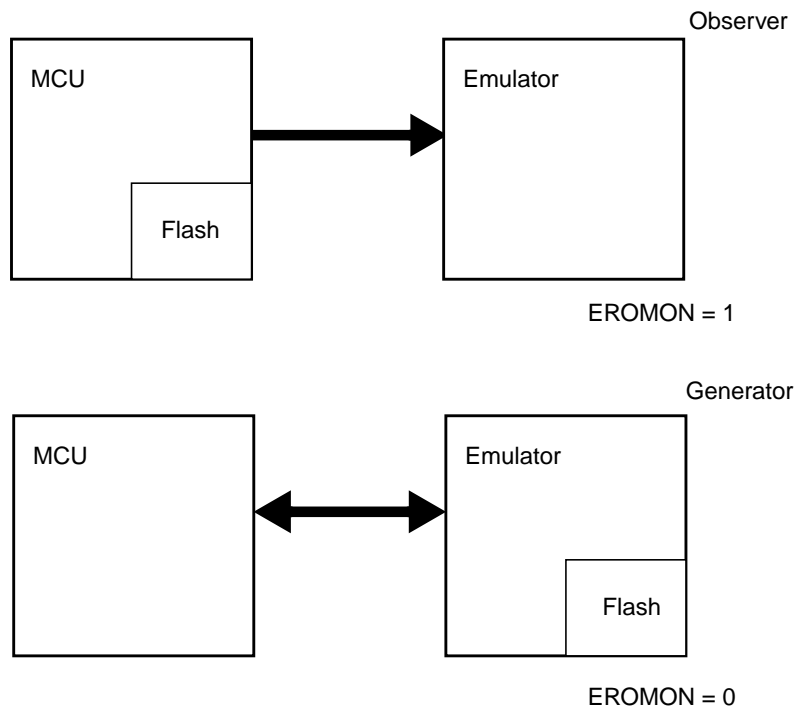 Observer
MCU
Emulator
Flash
EROMON = 1
Generator
MCU
Emulator
Flash
EROMON = 0